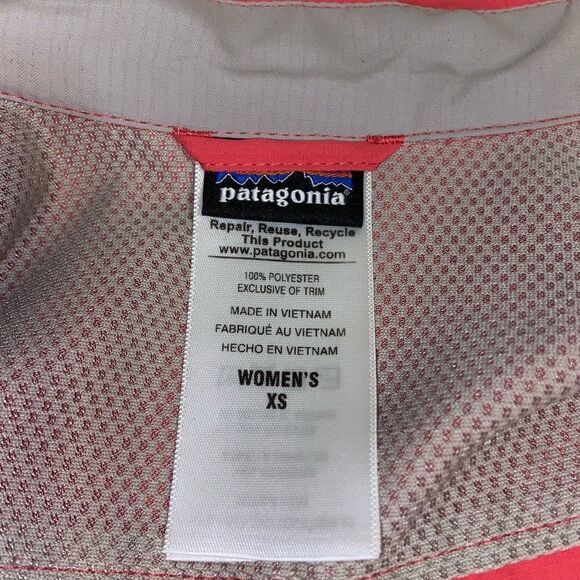 patagonia®
Repair, Reuse, Recycle
This Product
www.patagonia.com
100% POLYESTER
EXCLUSIVE OF TRIM
MADE IN VIETNAM
FABRIQUÉ AU VIETNAM
HECHO EN VIETNAM
WOMEN'S
XS